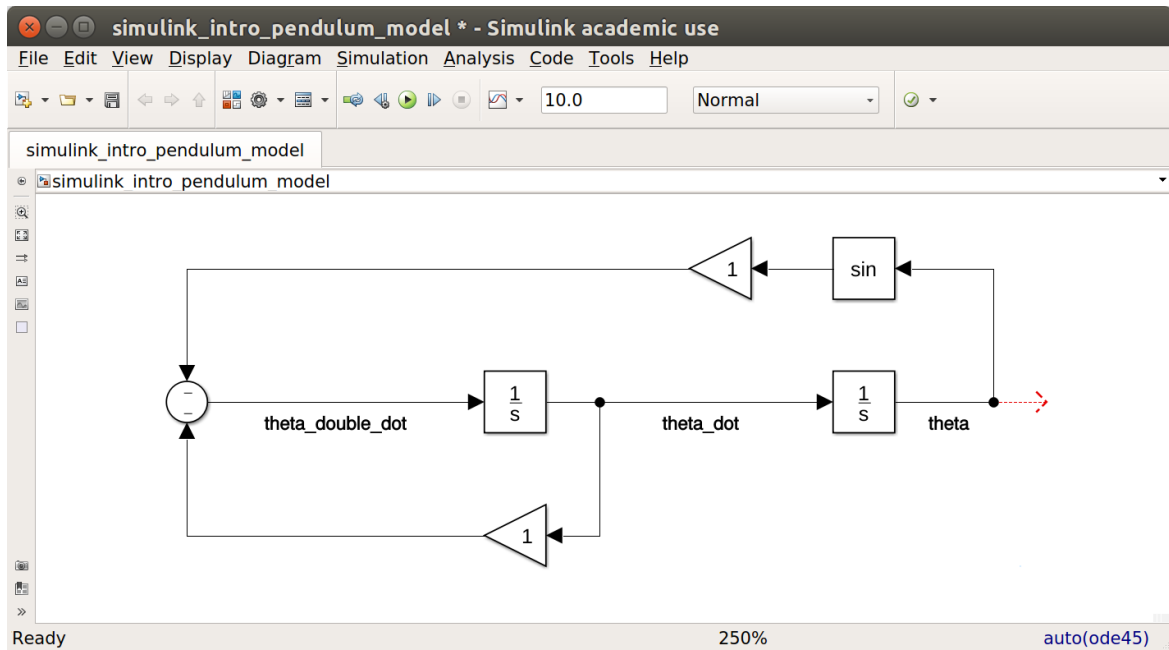 simulink_intro_pendulum_model * - Simulink academic use
File Edit View Display Diagram Simulation Analysis Code Tools Help
10.0 Normal
simulink_intro_pendulum_model
simulink_intro_pendulum_model
1 sin
1
s
1
s
theta_double_dot theta_dot theta
1
Ready 250% auto(ode45)